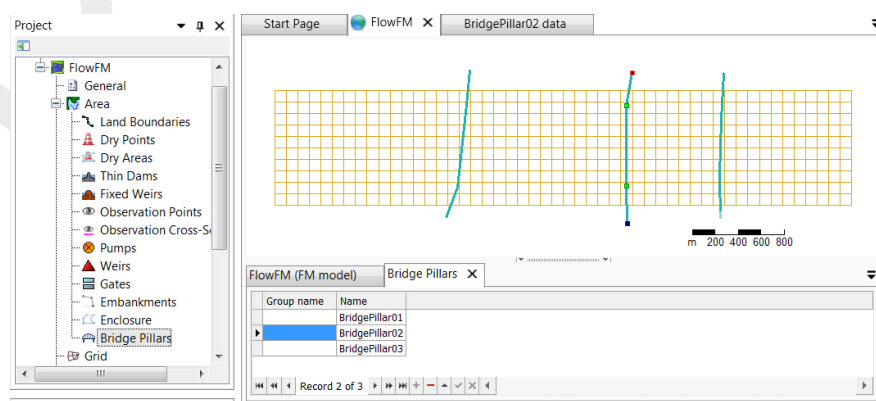 Project
FlowFM
General
Area
Land Boundaries
Dry Points
Dry Areas
Thin Dams
Fixed Weirs
Observation Points
Observation Cross-S
Pumps
Weirs
Gates
Embankments
Enclosure
Bridge Pillars
Grid
Start Page
FlowFM
BridgePillar02 data
m 200 400 600 800
FlowFM (FM model)
Bridge Pillars
Group name Name
BridgePillar01
BridgePillar02
BridgePillar03
Record 2 of 3